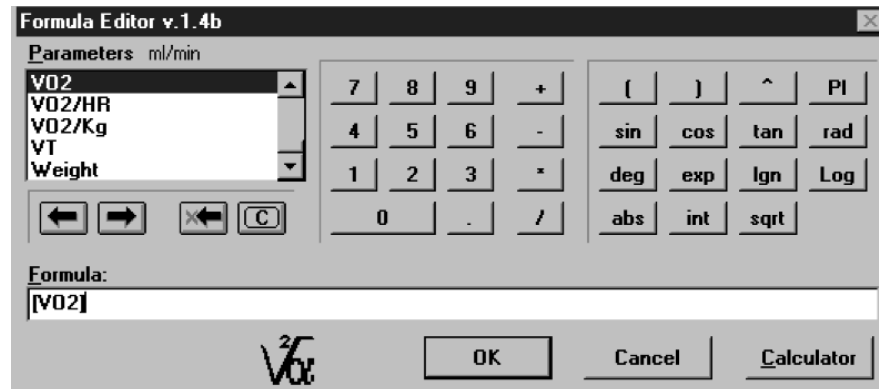 Formula Editor v.1.4b
Parameters ml/min
VO2
VO2/HR
VO2/Kg
VT
Weight
7 8 9 +
4 5 6 -
1 2 3 *
0 . /
( ) ^ PI
sin cos tan rad
deg exp lgn Log
abs int sqrt
C
Formula:
[VO2]
2√α
OK Cancel Calculator